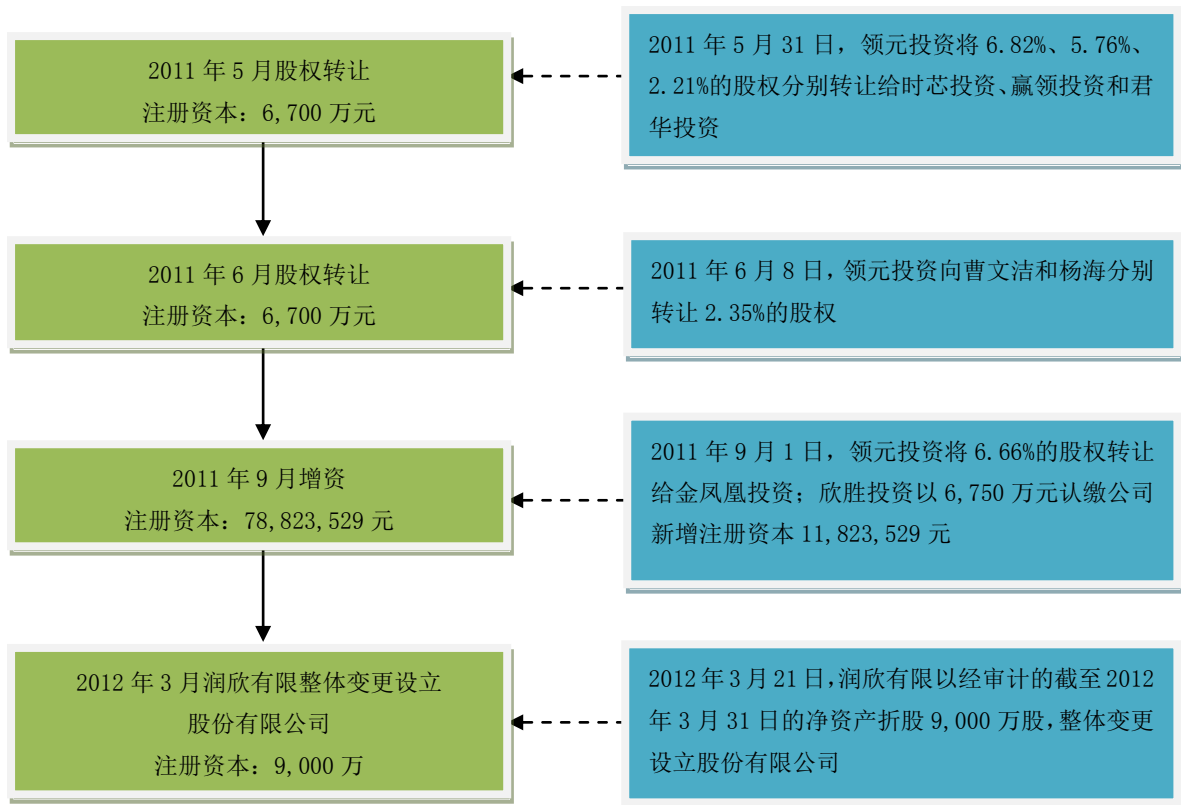 2011 年 5 月股权转让
注册资本：6,700 万元
2011 年 5 月 31 日，领元投资将 6.82%、5.76%、
2.21%的股权分别转让给时芯投资、赢领投资和君
华投资
2011 年 6 月股权转让
注册资本：6,700 万元
2011 年 6 月 8 日，领元投资向曹文洁和杨海分别
转让 2.35%的股权
2011 年 9 月增资
注册资本：78,823,529 元
2011 年 9 月 1 日，领元投资将 6.66%的股权转让
给金凤凰投资；欣胜投资以 6,750 万元认缴公司
新增注册资本 11,823,529 元
2012 年 3 月润欣有限整体变更设立
股份有限公司
注册资本：9,000 万
2012 年 3 月 21 日，润欣有限以经审计的截至 2012
年 3 月 31 日的净资产折股 9,000 万股，整体变更
设立股份有限公司